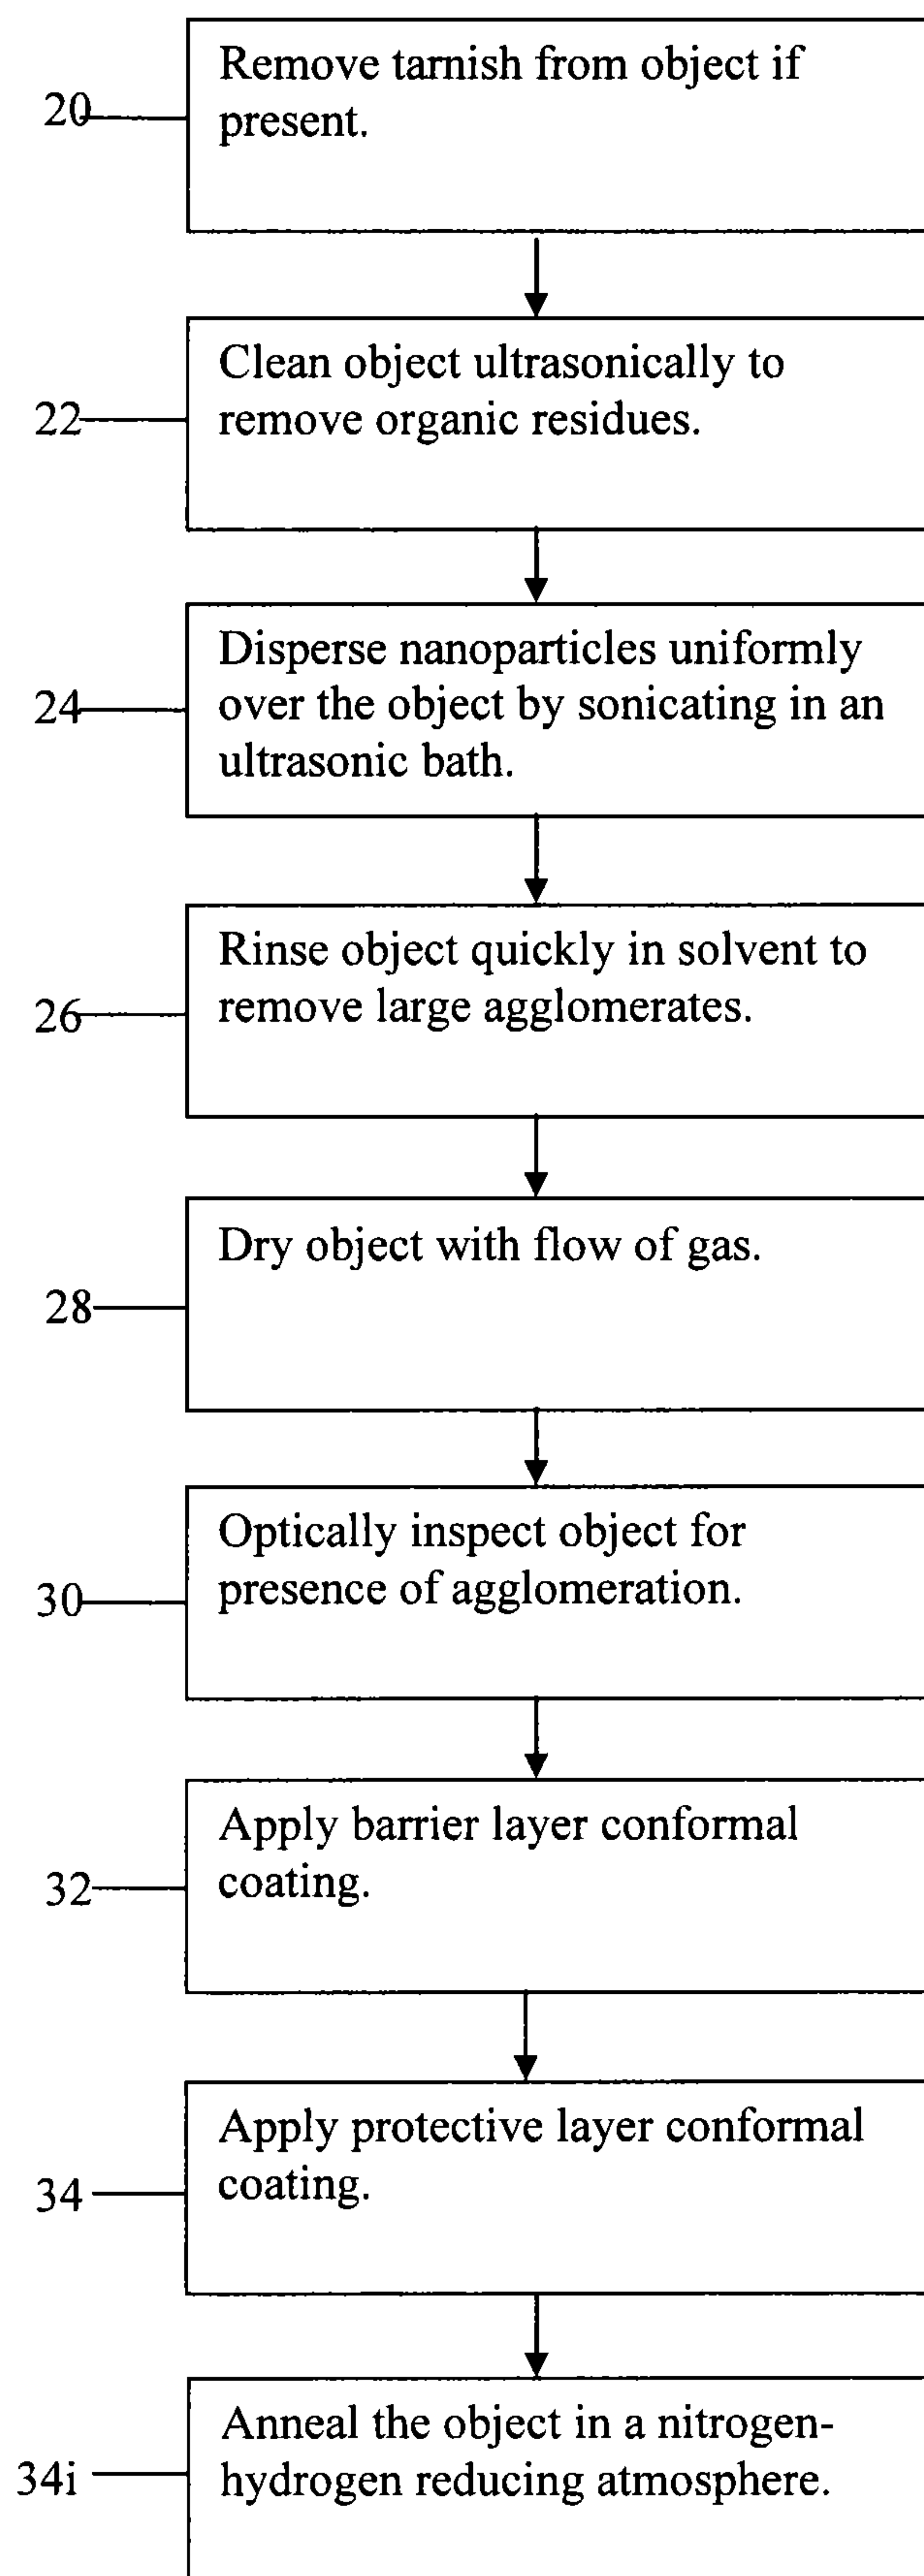 20
Remove tarnish from object if
present.
22
Clean object ultrasonically to
remove organic residues.
24
Disperse nanoparticles uniformly
over the object by sonicating in an
ultrasonic bath.
26
Rinse object quickly in solvent to
remove large agglomerates.
28
Dry object with flow of gas.
30
Optically inspect object for
presence of agglomeration.
32
Apply barrier layer conformal
coating.
34
Apply protective layer conformal
coating.
34i
Anneal the object in a nitrogen-
hydrogen reducing atmosphere.